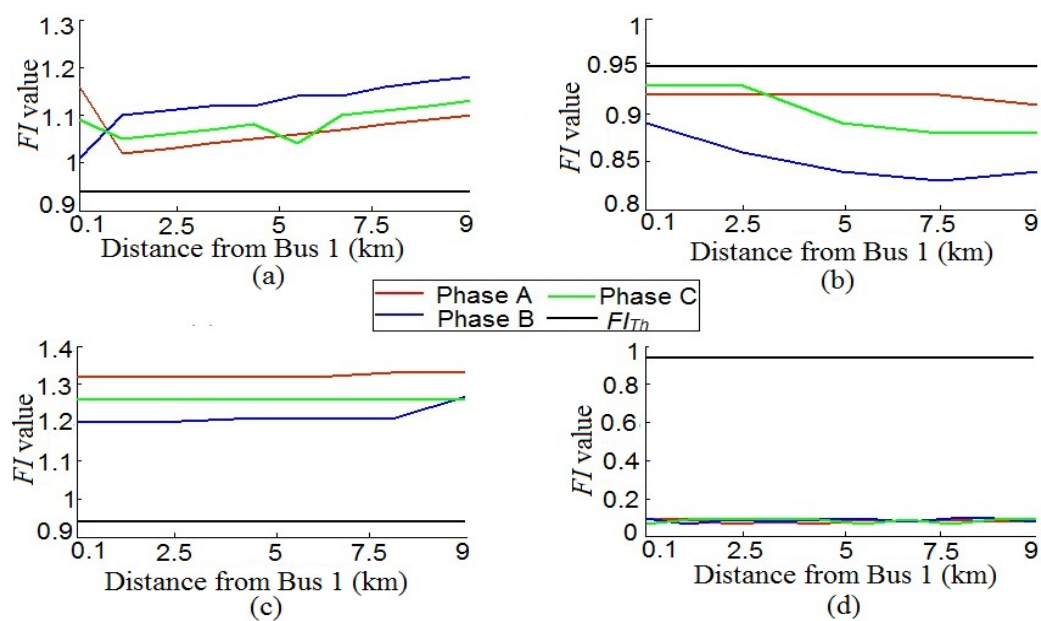 1.3
1.2
1.1
1
0.9
FI value
0.1 2.5 5 7.5 9
Distance from Bus 1 (km)
(a)
1
0.95
0.9
0.85
0.8
FI value
0.1 2.5 5 7.5 9
Distance from Bus 1 (km)
(b)
Phase A
Phase C
Phase B
FITh
1.4
1.3
1.2
1.3
1
0.9
FI value
0.1 2.5 5 7.5 9
Distance from Bus 1 (km)
(c)
1
0.8
0.6
0.4
0.2
0
FI value
0.1 2.5 5 7.5 9
Distance from Bus 1 (km)
(d)